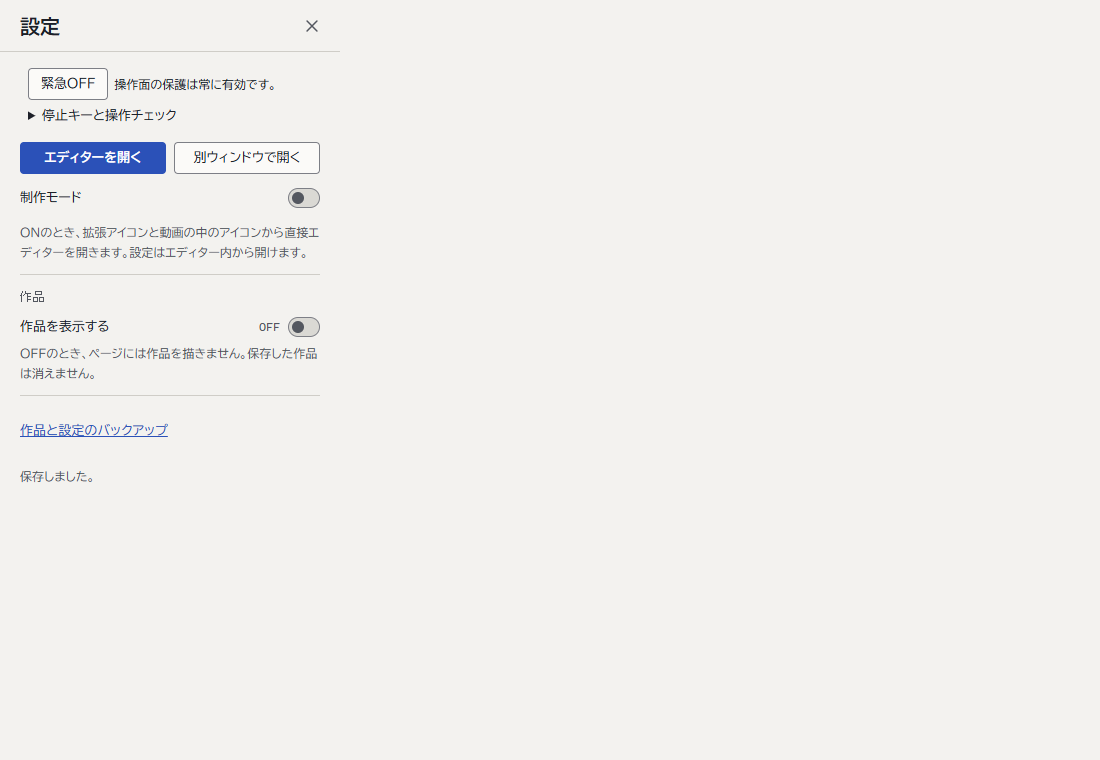 設定
緊急OFF 操作面の保護は常に有効です。
▶ 停止キーと操作チェック
エディターを開く 別ウィンドウで開く
制作モード
ONのとき、拡張アイコンと動画の中のアイコンから直接エ
ディターを開きます。設定はエディター内から開けます。
作品
作品を表示する OFF
OFFのとき、ページには作品を描きません。保存した作品
は消えません。
作品と設定のバックアップ
保存しました。